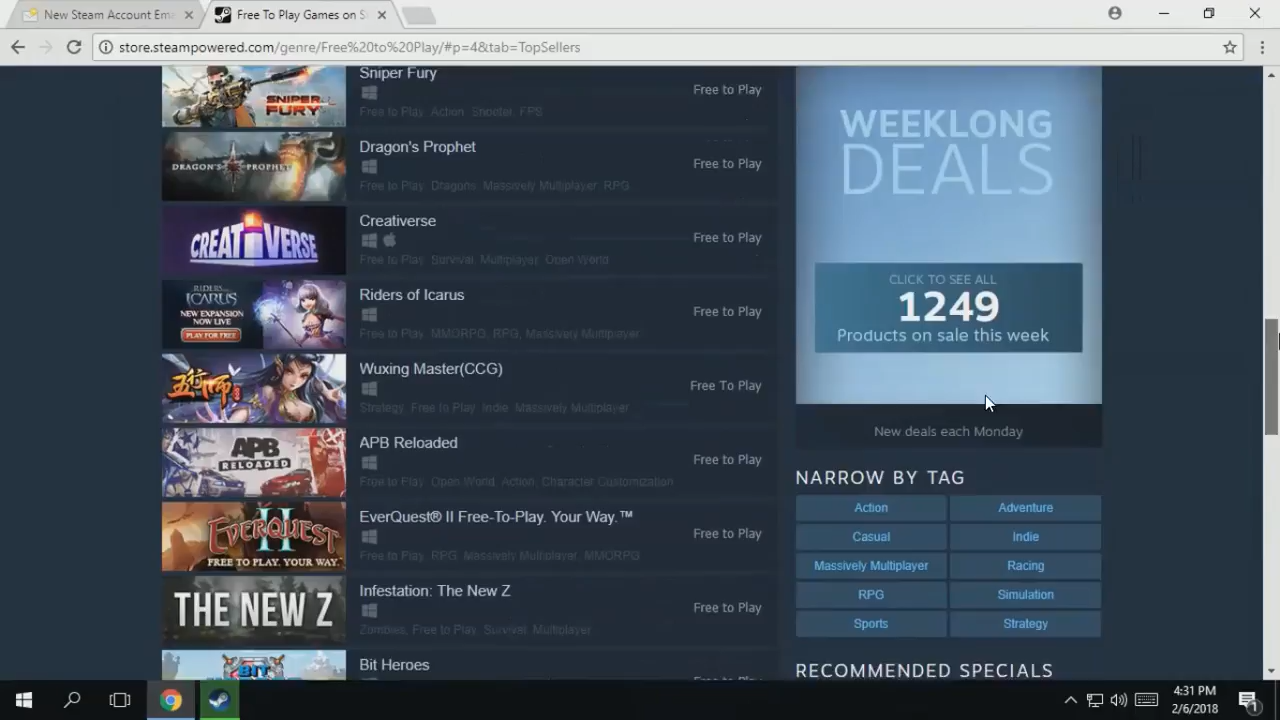 New Steam Account Ema
Free To Play Games on S
store.steampowered.com/genre/Free%20to%20Play/#p=4&tab=TopSellers
SNIPER FURY
Sniper Fury
Free to Play
Free to Play, Action, Shooter, FPS
DRAGON'S PROPHET
Dragon's Prophet
Free to Play
Free to Play, Dragons, Massively Multiplayer, RPG
CREATIVERSE
Creativerse
Free to Play
Free to Play, Survival, Multiplayer, Open World
RIDERS OF ICARUS
NEW EXPANSION
NOW LIVE
PLAY FOR FREE
Riders of Icarus
Free to Play
Free to Play, MMORPG, RPG, Massively Multiplayer
五行师
Wuxing Master(CCG)
Free To Play
Strategy, Free to Play, Indie, Massively Multiplayer
APB
RELOADED
APB Reloaded
Free to Play
Free to Play, Open World, Action, Character Customization
EVERQUEST II
FREE TO PLAY. YOUR WAY.
EverQuest® II Free-To-Play. Your Way.™
Free to Play
Free to Play, RPG, Massively Multiplayer, MMORPG
THE NEW Z
Infestation: The New Z
Free to Play
Zombies, Free to Play, Survival, Multiplayer
BIT
Bit Heroes
Free to Play
WEEKLONG
DEALS
CLICK TO SEE ALL
1249
Products on sale this week
New deals each Monday
NARROW BY TAG
Action
Adventure
Casual
Indie
Massively Multiplayer
Racing
RPG
Simulation
Sports
Strategy
RECOMMENDED SPECIALS
4:31 PM
2/6/2018
1